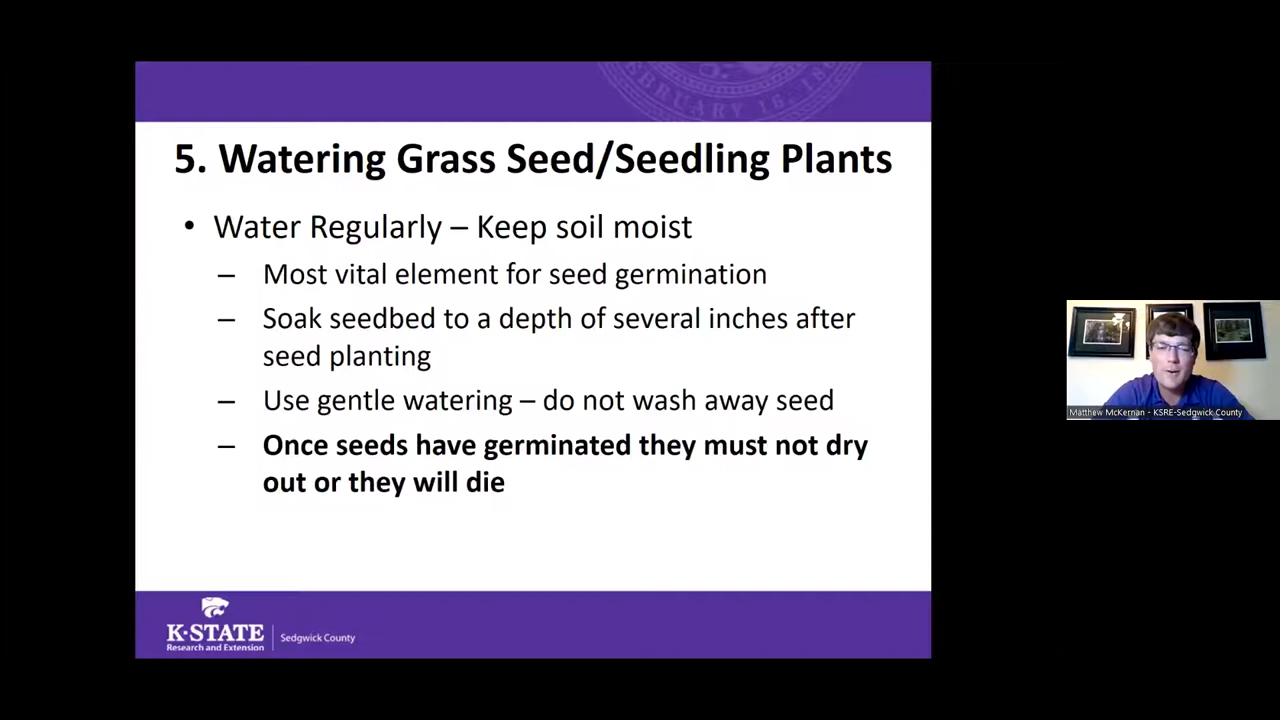 FEBRUARY 16, 18
5. Watering Grass Seed/Seedling Plants
• Water Regularly – Keep soil moist
– Most vital element for seed germination
– Soak seedbed to a depth of several inches after
seed planting
– Use gentle watering – do not wash away seed
– Once seeds have germinated they must not dry
out or they will die
K-STATE
Research and Extension
Sedgwick County
Matthew McKernan - KSRE-Sedgwick County